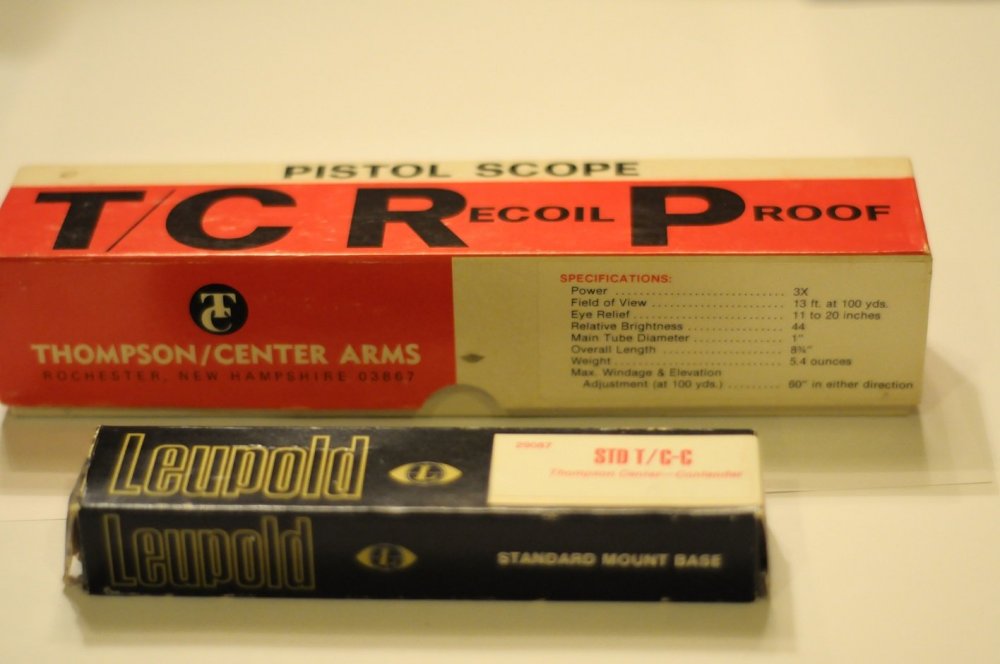 PISTOL SCOPE
T/C RECOIL PROOF
TC
THOMPSON/CENTER ARMS
ROCHESTER, NEW HAMPSHIRE 03867
SPECIFICATIONS:
Power .......................... 3X
Field of View .................. 13 ft. at 100 yds.
Eye Relief ..................... 11 to 20 inches
Relative Brightness ............ 44
Main Tube Diameter ............. 1"
Overall Length ................. 8¾"
Weight ......................... 5.4 ounces
Max. Windage & Elevation
Adjustment (at 100 yds.) ....... 60" in either direction
Leupold L
29087
STD T/C-C
Thompson Center—Contender
Leupold L
STANDARD MOUNT BASE